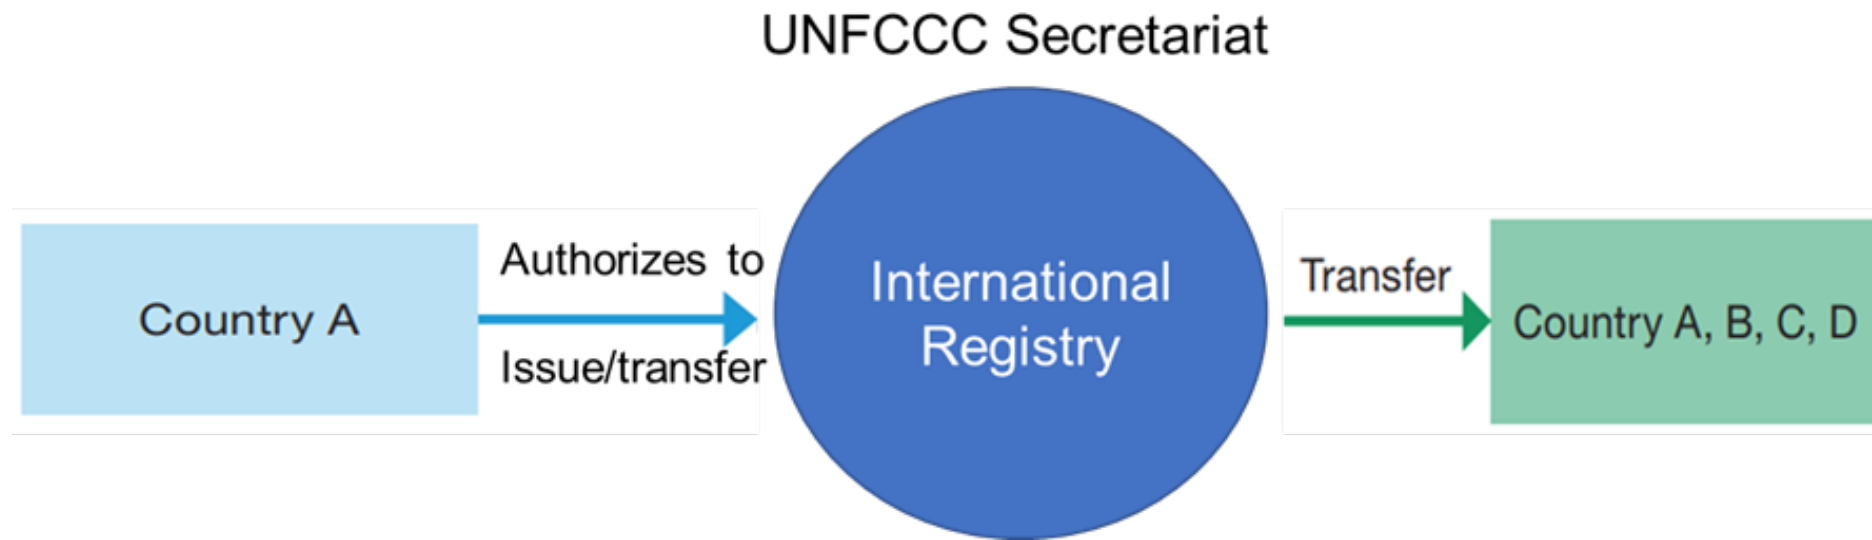 UNFCCC Secretariat
Country A
Authorizes to
Issue/transfer
International
Registry
Transfer
Country A, B, C, D